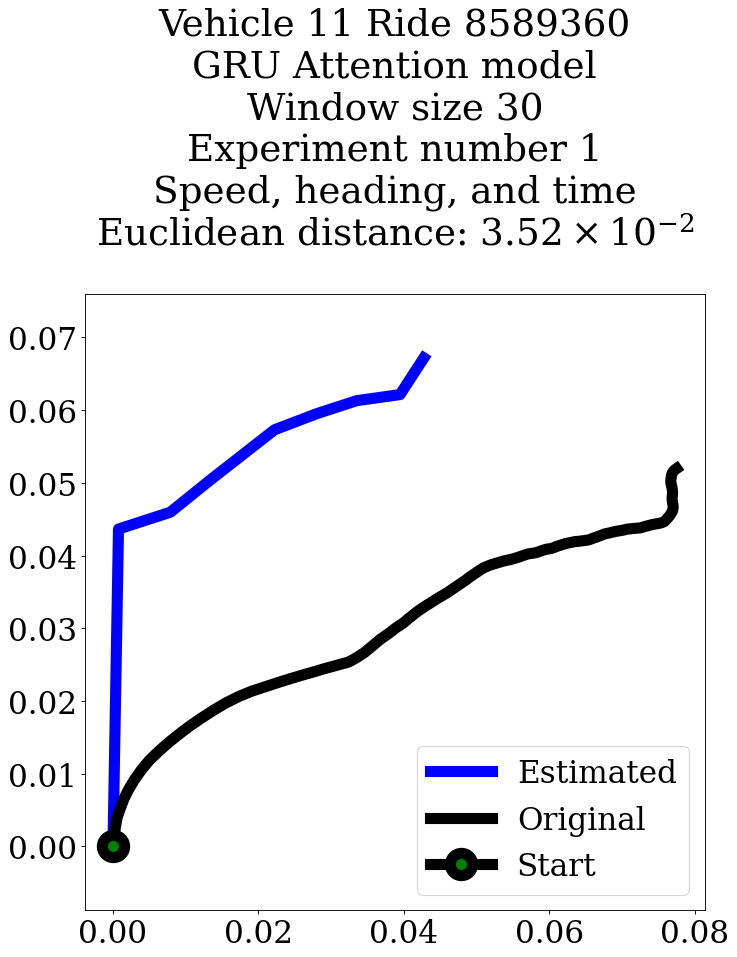 Vehicle 11 Ride 8589360
GRU Attention model
Window size 30
Experiment number 1
Speed, heading, and time
Euclidean distance: 3.52 × 10⁻²
0.07
0.06
0.05
0.04
0.03
0.02
0.01
0.00
Estimated
Original
Start
0.00 0.02 0.04 0.06 0.08